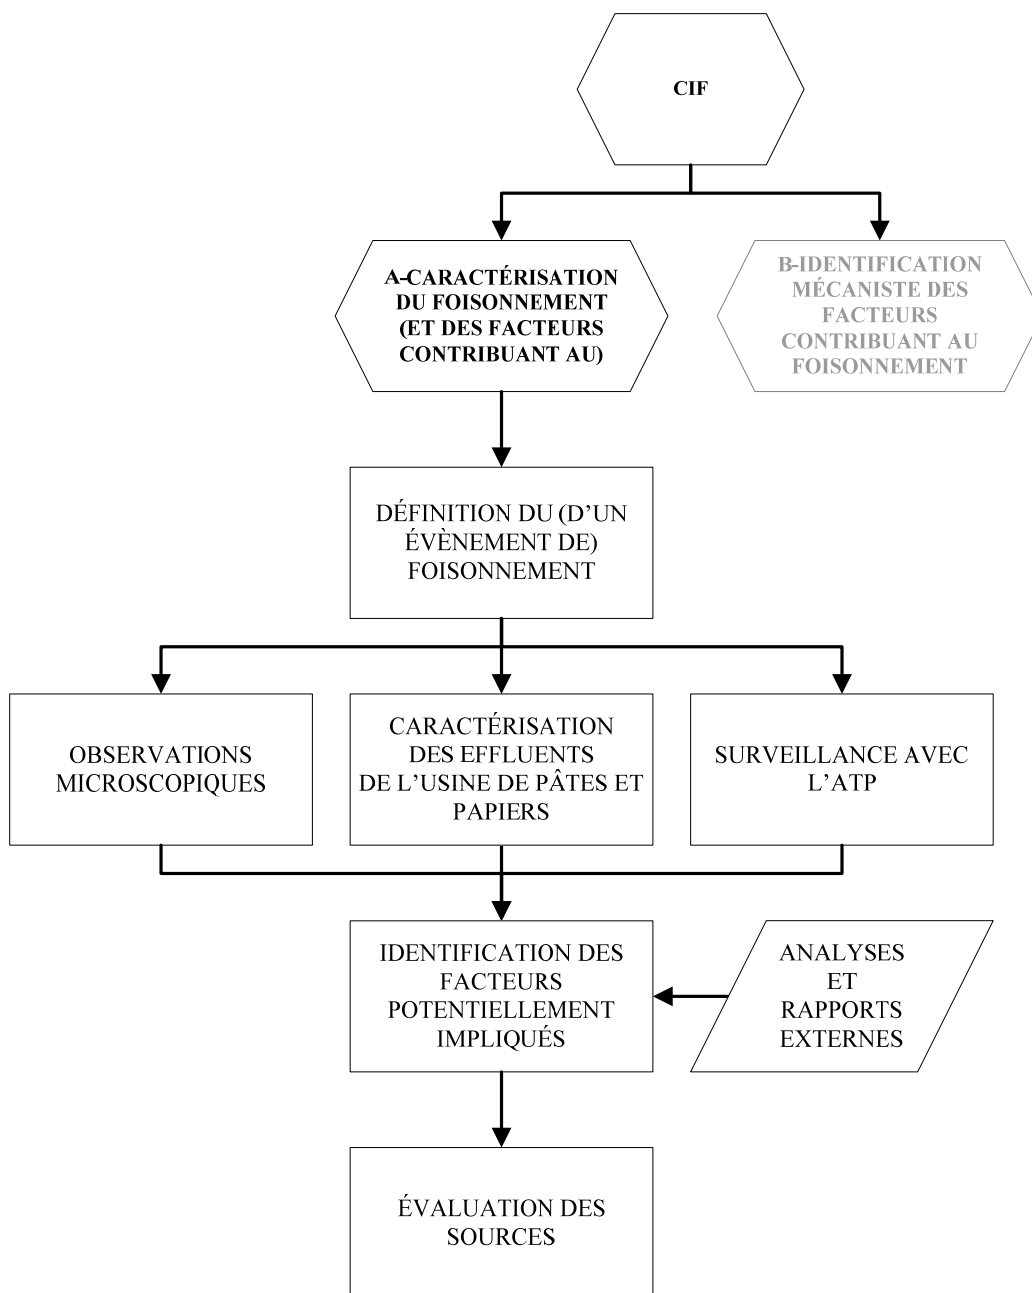 CIF
A-CARACTÉRISATION
DU FOISONNEMENT
(ET DES FACTEURS
CONTRIBUANT AU)
B-IDENTIFICATION
MÉCANISTE DES
FACTEURS
CONTRIBUANT AU
FOISONNEMENT
DÉFINITION DU (D'UN
ÉVÈNEMENT DE)
FOISONNEMENT
OBSERVATIONS
MICROSCOPIQUES
CARACTÉRISATION
DES EFFLUENTS
DE L'USINE DE PÂTES ET
PAPIERS
SURVEILLANCE AVEC
L'ATP
IDENTIFICATION DES
FACTEURS
POTENTIELLEMENT
IMPLIQUÉS
ANALYSES
ET
RAPPORTS
EXTERNES
ÉVALUATION DES
SOURCES